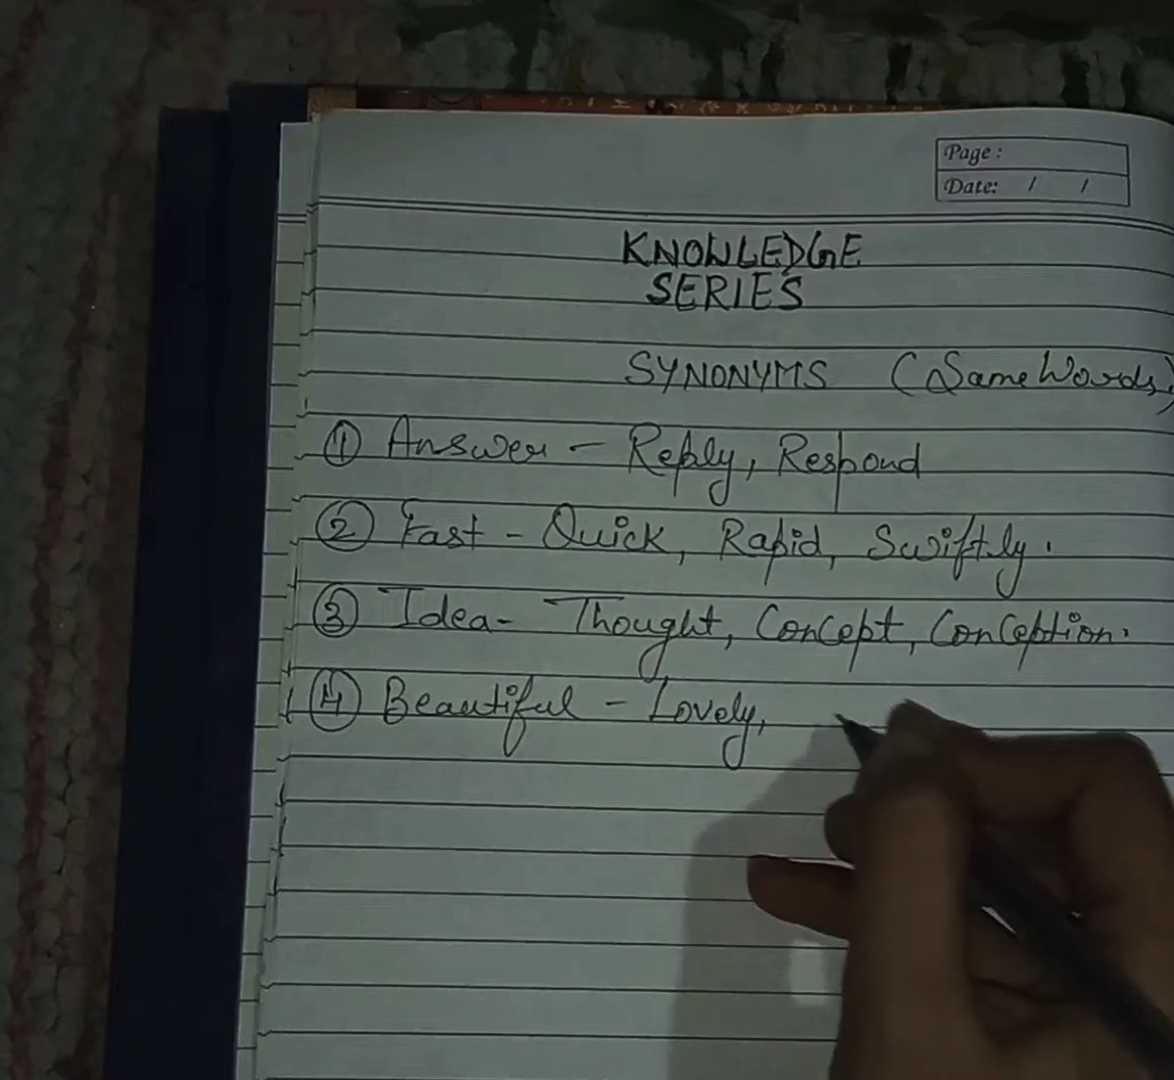 Page :
Date: / /
KNOWLEDGE
SERIES
SYNONYMS (Same Words)
① Answer - Reply, Respond
② Fast - Quick, Rapid, Swiftly.
③ Idea - Thought, Concept, Conception.
④ Beautiful - Lovely,